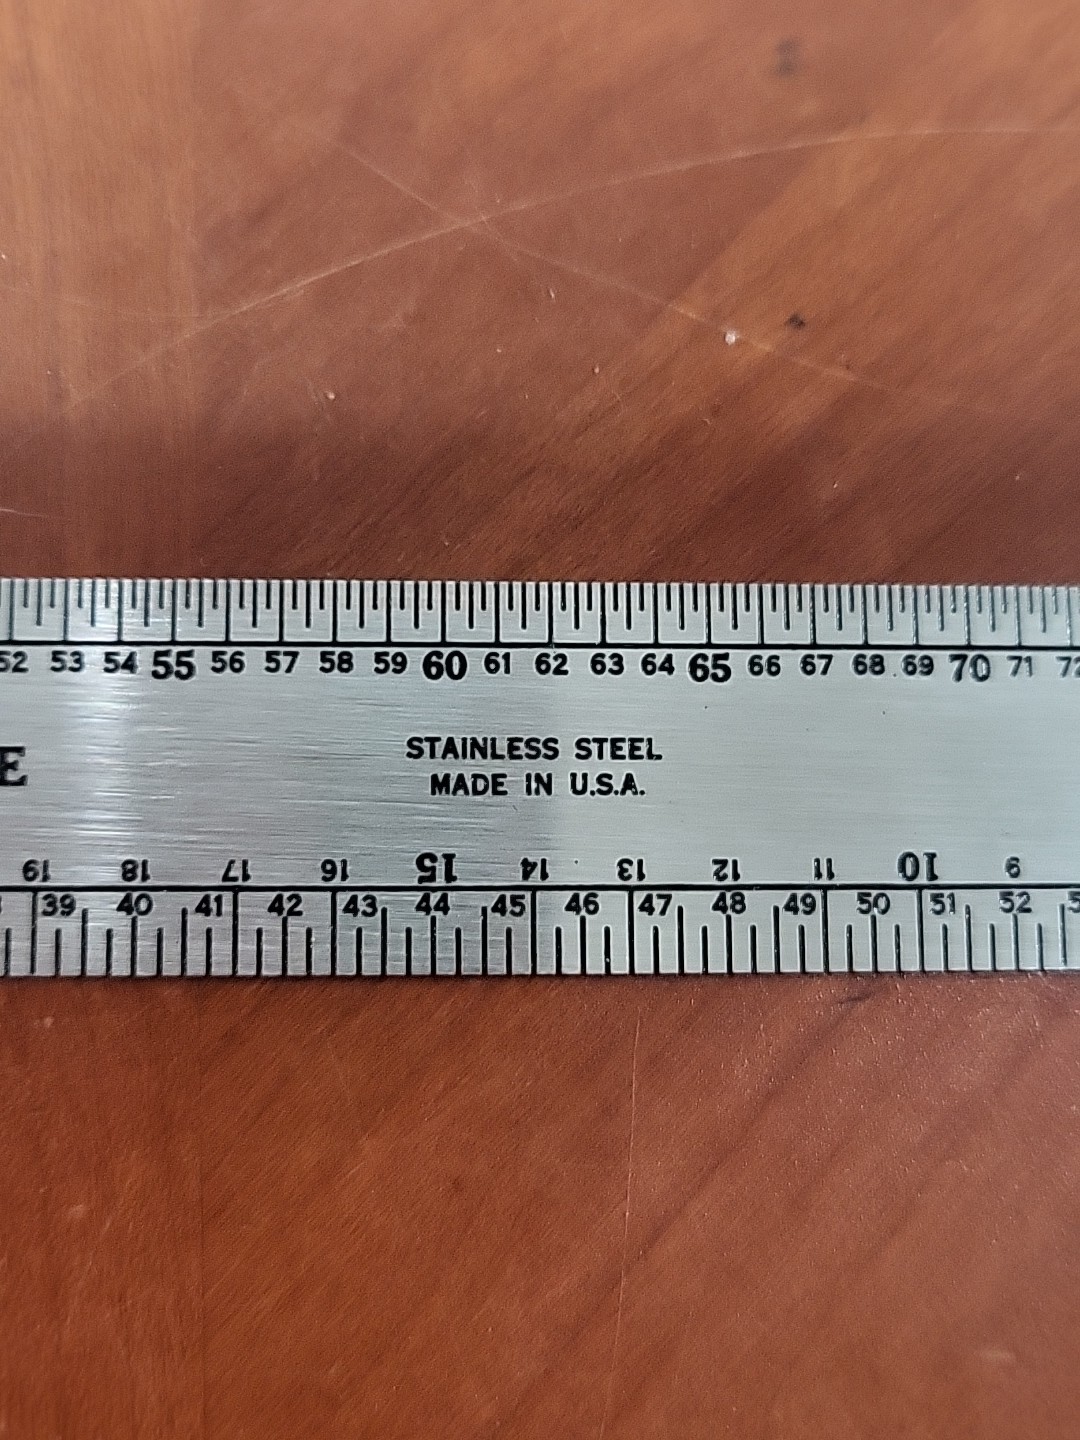 52 53 54 55 56 57 58 59 60 61 62 63 64 65 66 67 68 69 70 71 72
E
STAINLESS STEEL
MADE IN U.S.A.
19 18 17 16 15 14 13 12 11 10 9
39 40 41 42 43 44 45 46 47 48 49 50 51 52